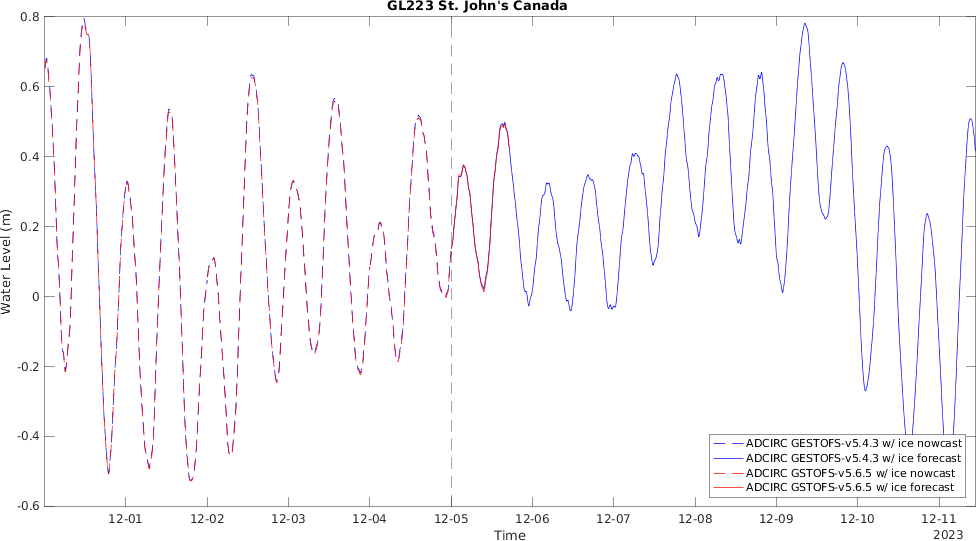 GL223 St. John's Canada
Water Level (m)
0.8
0.6
0.4
0.2
0
-0.2
-0.4
-0.6
ADCIRC GESTOFS-v5.4.3 w/ ice nowcast
ADCIRC GESTOFS-v5.4.3 w/ ice forecast
ADCIRC GSTOFS-v5.6.5 w/ ice nowcast
ADCIRC GSTOFS-v5.6.5 w/ ice forecast
12-01 12-02 12-03 12-04 12-05 12-06 12-07 12-08 12-09 12-10 12-11
Time
2023